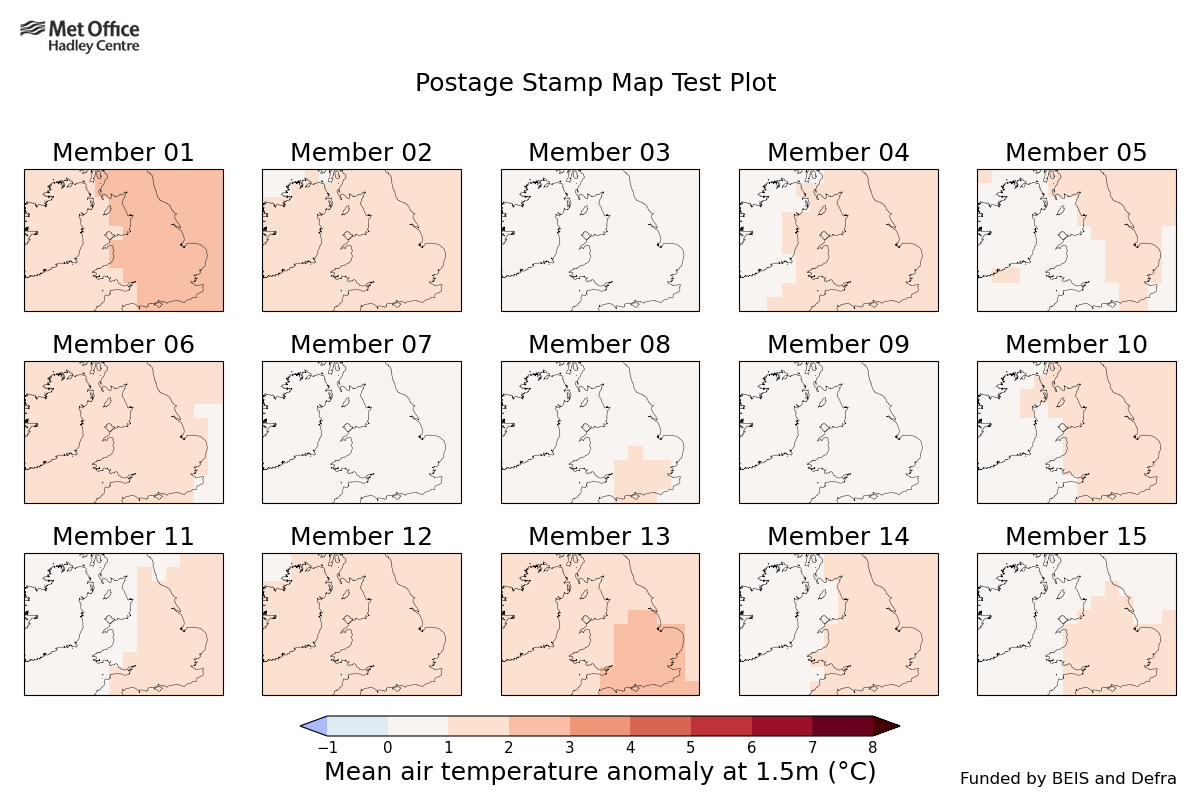 Met Office
Hadley Centre
Postage Stamp Map Test Plot
Member 01
Member 02
Member 03
Member 04
Member 05
Member 06
Member 07
Member 08
Member 09
Member 10
Member 11
Member 12
Member 13
Member 14
Member 15
−1 0 1 2 3 4 5 6 7 8
Mean air temperature anomaly at 1.5m (°C)
Funded by BEIS and Defra